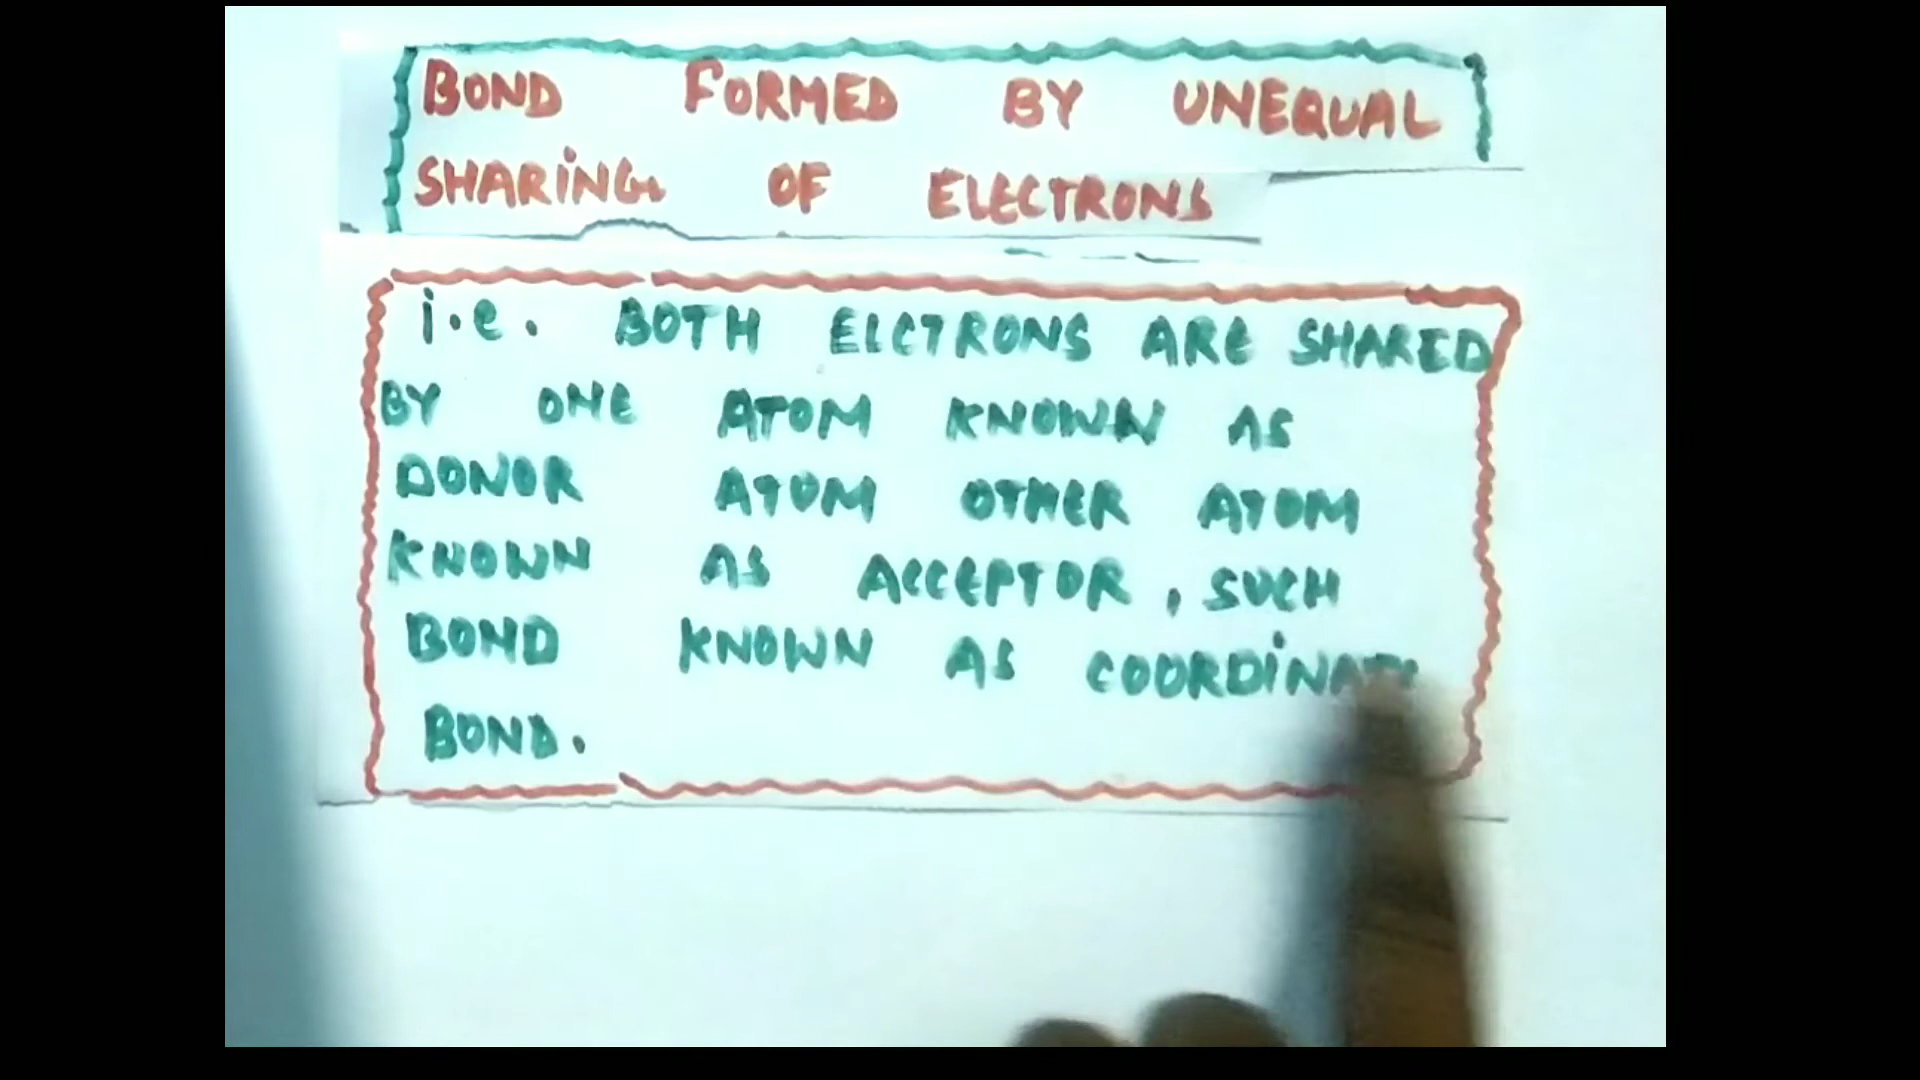 BOND FORMED BY UNEQUAL
SHARING OF ELECTRONS
i.e. BOTH ELCTRONS ARE SHARED
BY ONE ATOM KNOWN AS
DONOR ATOM OTHER ATOM
KNOWN AS ACCEPTOR, SUCH
BOND KNOWN AS COORDINATE
BOND.